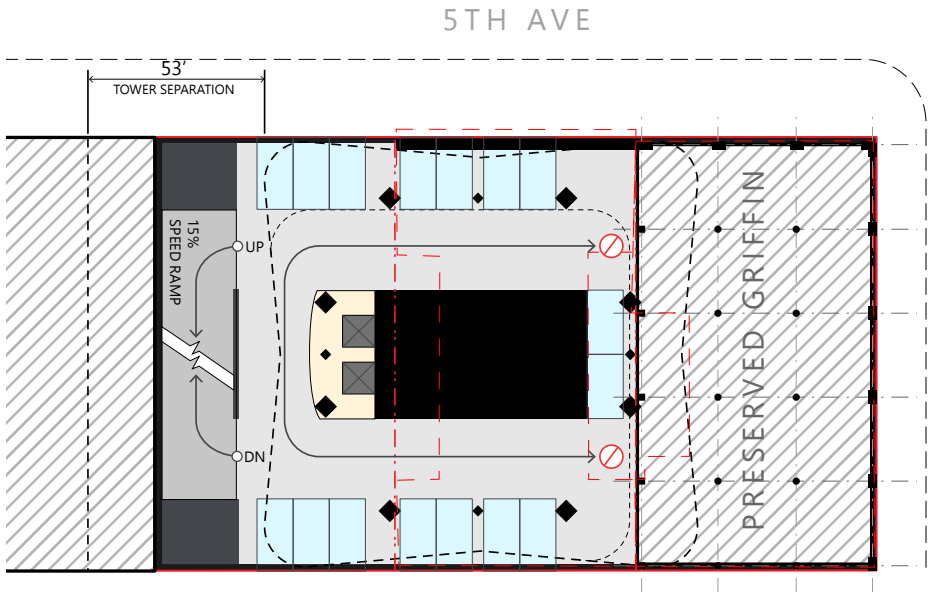 5TH AVE
53'
TOWER SEPARATION
15%
SPEED RAMP
UP
DN
PRESERVED GRIFFIN